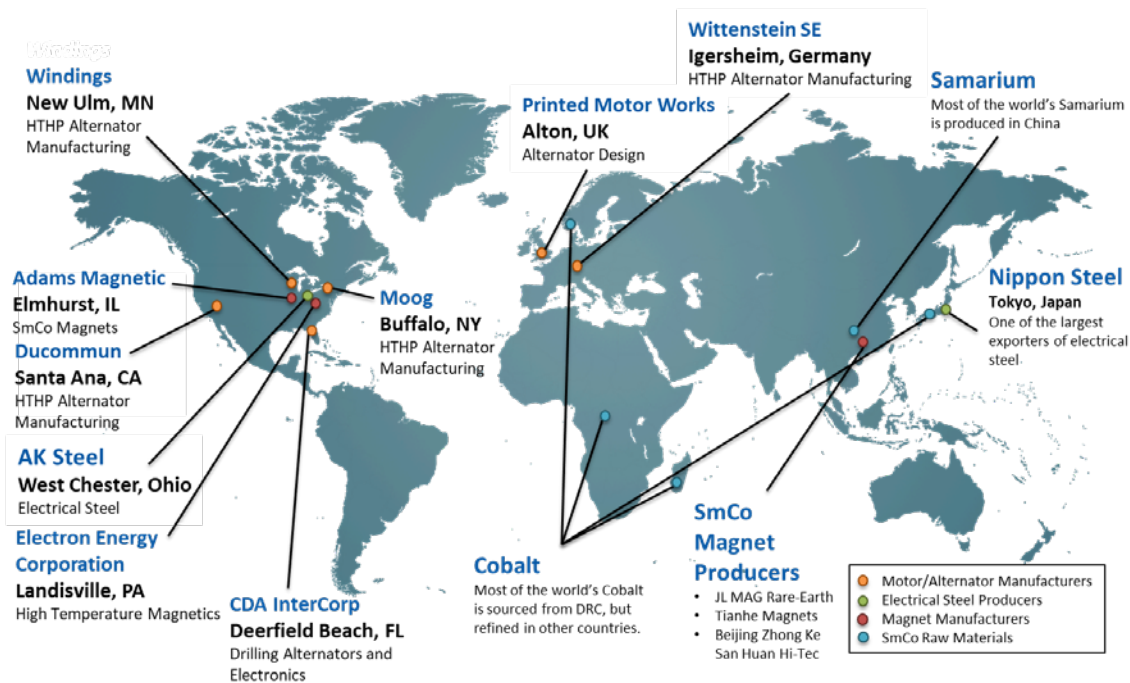 Windings
Windings
New Ulm, MN
HTHP Alternator
Manufacturing
Printed Motor Works
Alton, UK
Alternator Design
Wittenstein SE
Igersheim, Germany
HTHP Alternator Manufacturing
Samarium
Most of the world's Samarium
is produced in China
Adams Magnetic
Elmhurst, IL
SmCo Magnets
Ducommun
Santa Ana, CA
HTHP Alternator
Manufacturing
Moog
Buffalo, NY
HTHP Alternator
Manufacturing
Nippon Steel
Tokyo, Japan
One of the largest
exporters of electrical
steel
AK Steel
West Chester, Ohio
Electrical Steel
Electron Energy
Corporation
Landisville, PA
High Temperature Magnetics
CDA InterCorp
Deerfield Beach, FL
Drilling Alternators and
Electronics
Cobalt
Most of the world's Cobalt
is sourced from DRC, but
refined in other countries.
SmCo
Magnet
Producers
• JL MAG Rare-Earth
• Tianhe Magnets
• Beijing Zhong Ke
San Huan Hi-Tec
Motor/Alternator Manufacturers
Electrical Steel Producers
Magnet Manufacturers
SmCo Raw Materials